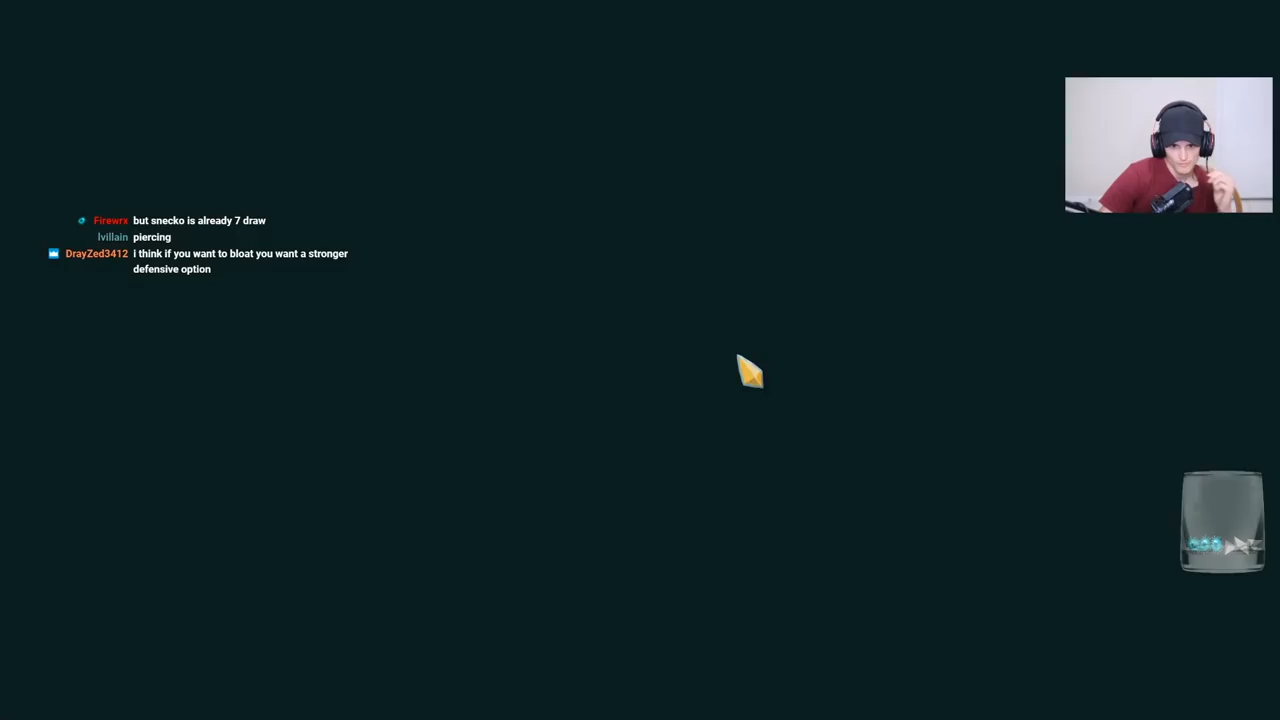 Firewrx but snecko is already 7 draw
lvillain piercing
DrayZed3412 i think if you want to bloat you want a stronger
defensive option